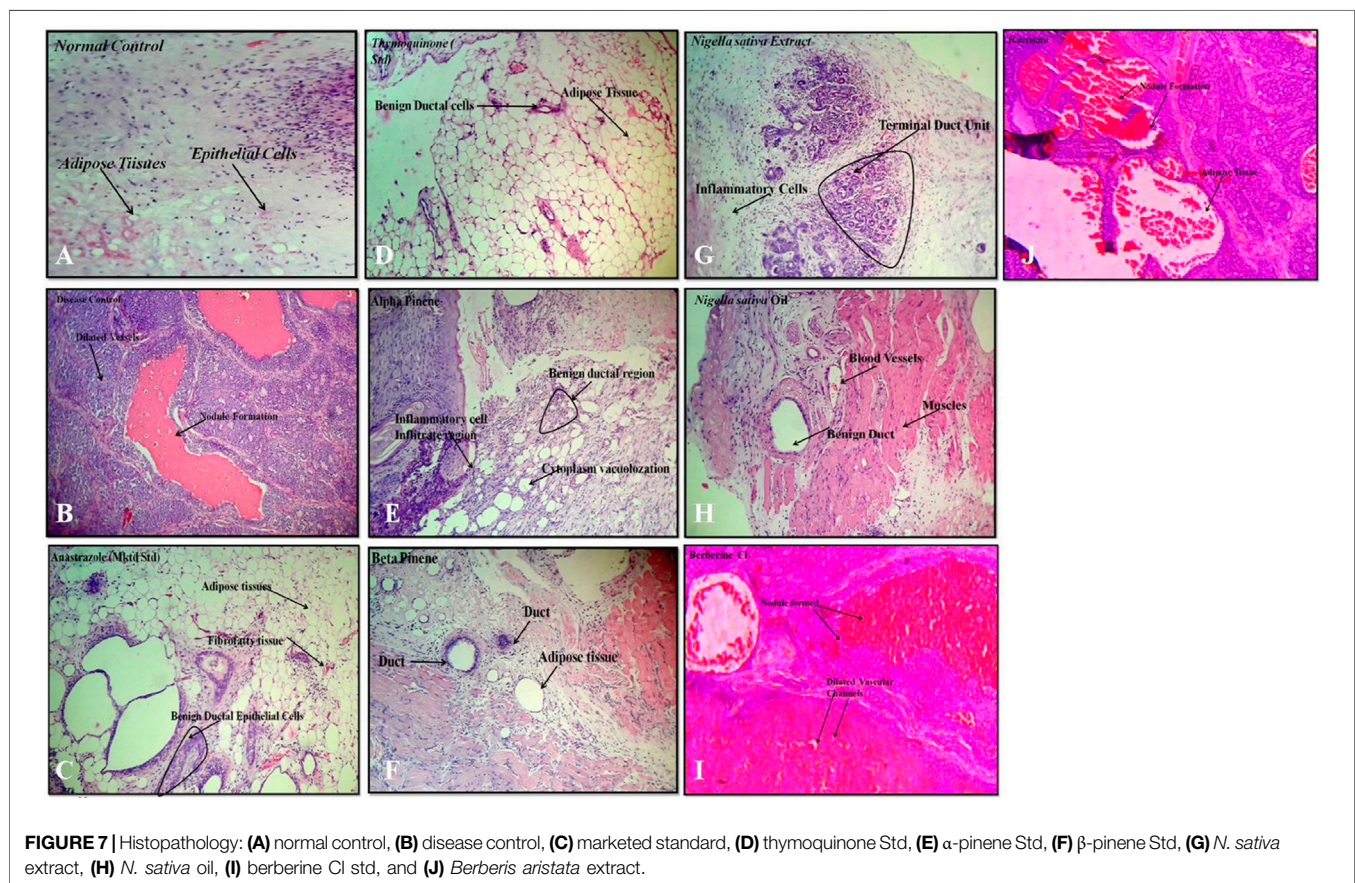 Normal Control
Adipose Tiisues
Epithelial Cells
A
Disease Control
Dilated Vessels
Nodule Formation
B
Anastrazole (Mktd Std)
Adipose tissues
Fibrofatty tissue
Benign Ductal Epithelial Cells
C
Thymoquinone (
Std)
Benign Ductal cells
Adipose Tissue
D
Alpha Pinene
Benign ductal region
Inflammatory cell
Infiltrate region
Cytoplasm vacuolozation
E
Beta Pinene
Duct
Duct
Adipose tissue
F
Nigella sativa Extract
Terminal Duct Unit
Inflammatory Cells
G
Nigella sativa Oil
Blood Vessels
Muscles
Benign Duct
H
Berberine Cl
Nodule formed
Dilated Vascular
Channels
I
Nodule Formation
Adipose Tissue
J
FIGURE 7 | Histopathology: (A) normal control, (B) disease control, (C) marketed standard, (D) thymoquinone Std, (E) α-pinene Std, (F) β-pinene Std, (G) N. sativa
extract, (H) N. sativa oil, (I) berberine Cl std, and (J) Berberis aristata extract.